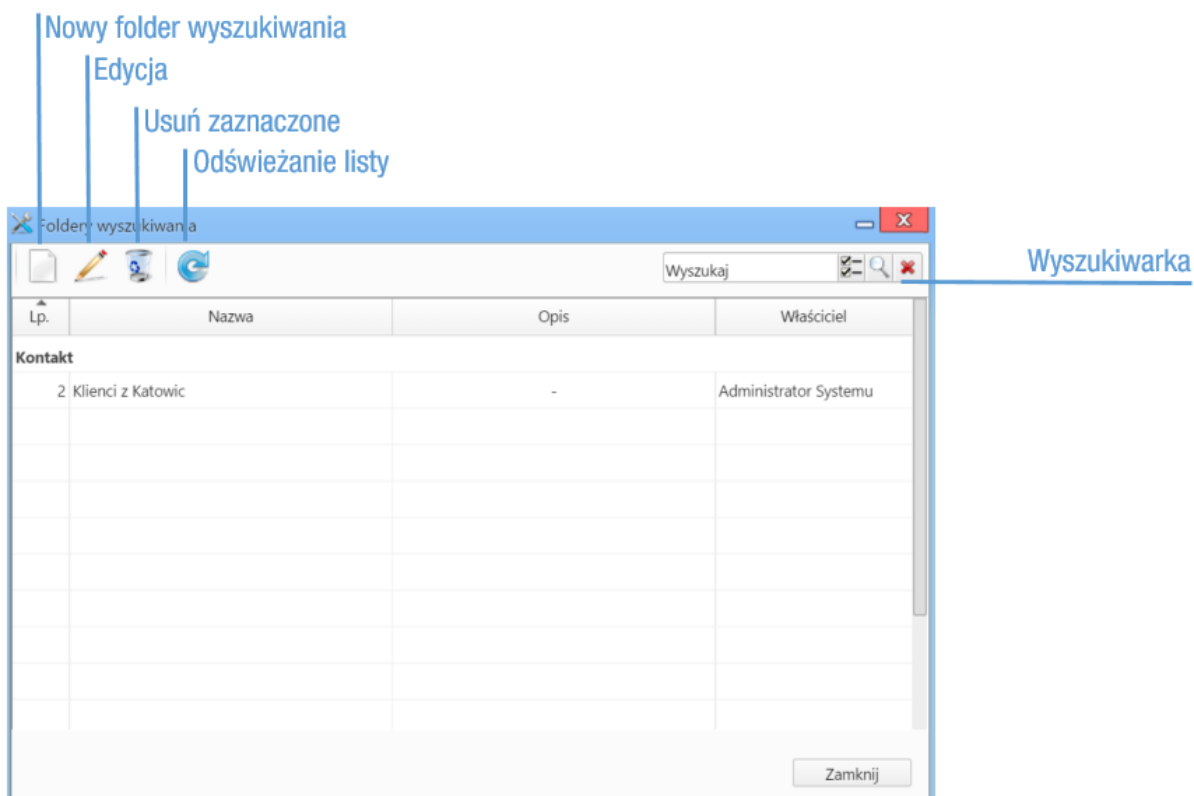 Nowy folder wyszukiwania
Edycja
Usuń zaznaczone
Odświeżanie listy
Foldery wyszukiwania
Wyszukaj
Wyszukiwarka
Lp. Nazwa Opis Właściciel
Kontakt
2 Klienci z Katowic - Administrator Systemu
Zamknij